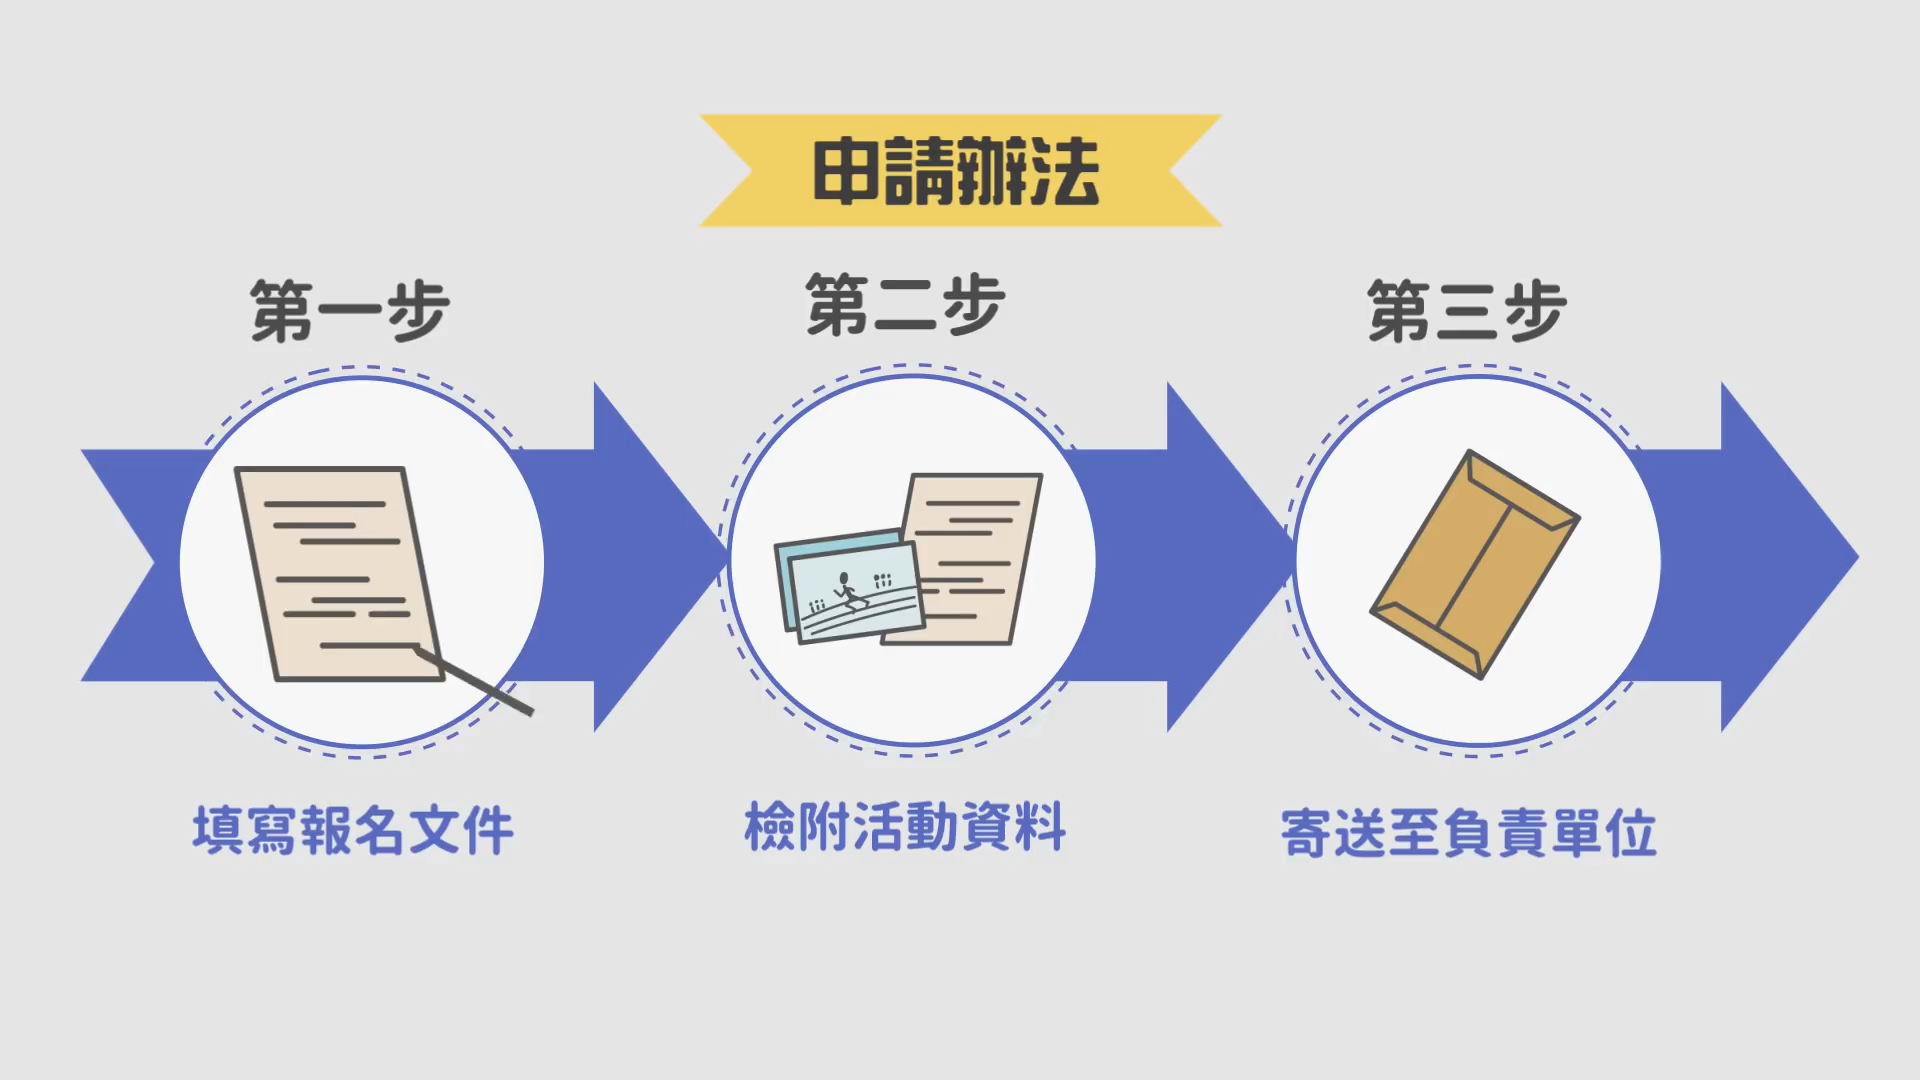 申請辦法
第一步
第二步
第三步
填寫報名文件
檢附活動資料
寄送至負責單位